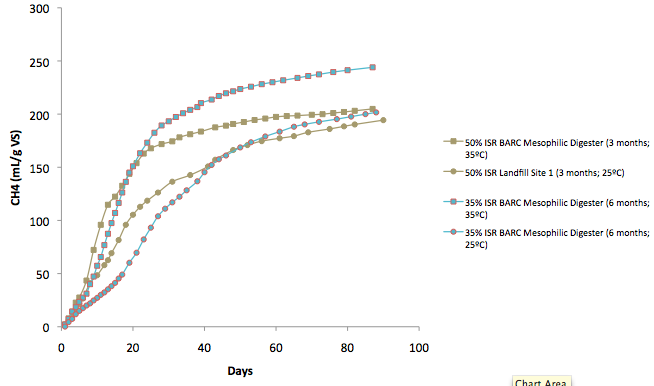 300
250
200
150
100
50
0
CH4 (mL/g VS)
0 20 40 60 80 100
Days
50% ISR BARC Mesophilic Digester (3 months;
35ºC)
50% ISR Landfill Site 1 (3 months; 25ºC)
35% ISR BARC Mesophilic Digester (6 months;
35ºC)
35% ISR BARC Mesophilic Digester (6 months;
25ºC)
Chart Area